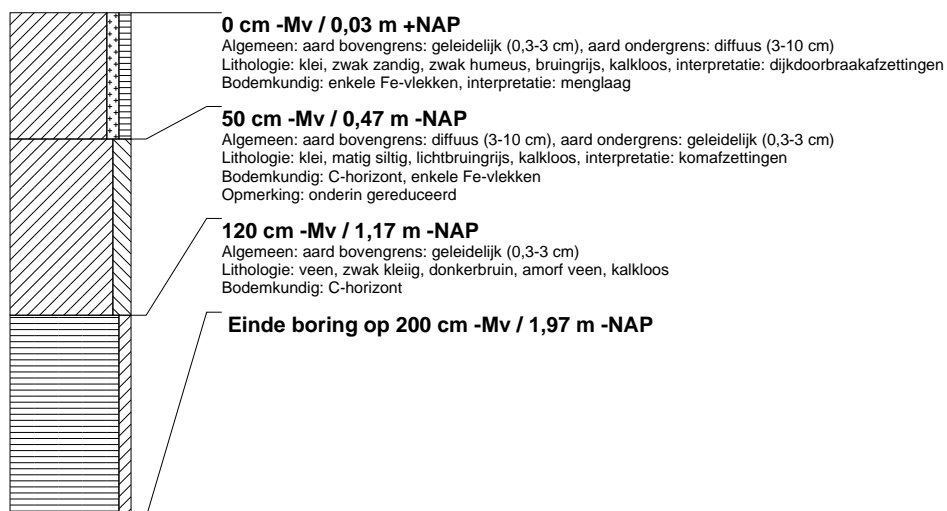 0 cm -Mv / 0,03 m +NAP
Algemeen: aard bovengrens: geleidelijk (0,3-3 cm), aard ondergrens: diffuus (3-10 cm)
Lithologie: klei, zwak zandig, zwak humeus, bruingrijs, kalkloos, interpretatie: dijkdoorbraakafzettingen
Bodemkundig: enkele Fe-vlekken, interpretatie: menglaag
50 cm -Mv / 0,47 m -NAP
Algemeen: aard bovengrens: diffuus (3-10 cm), aard ondergrens: geleidelijk (0,3-3 cm)
Lithologie: klei, matig siltig, lichtbruingrijs, kalkloos, interpretatie: komafzettingen
Bodemkundig: C-horizont, enkele Fe-vlekken
Opmerking: onderin gereduceerd
120 cm -Mv / 1,17 m -NAP
Algemeen: aard bovengrens: geleidelijk (0,3-3 cm)
Lithologie: veen, zwak kleiig, donkerbruin, amorf veen, kalkloos
Bodemkundig: C-horizont
Einde boring op 200 cm -Mv / 1,97 m -NAP